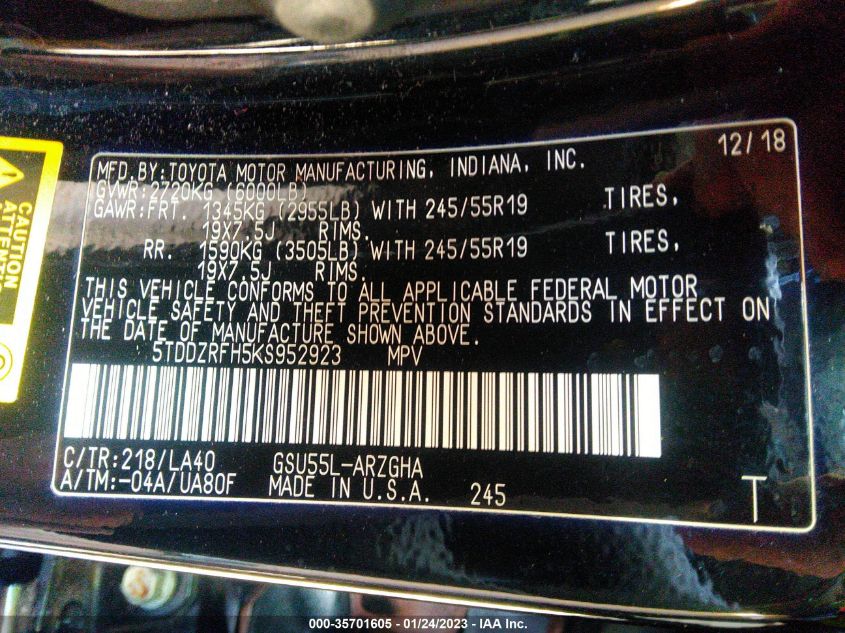 12/18
MFD.BY:TOYOTA MOTOR MANUFACTURING, INDIANA, INC.
GVWR:2720KG (6000LB)
GAWR:FRT. 1345KG (2955LB) WITH 245/55R19 TIRES,
19X7.5J RIMS.
RR. 1590KG (3505LB) WITH 245/55R19 TIRES,
19X7.5J RIMS.
THIS VEHICLE CONFORMS TO ALL APPLICABLE FEDERAL MOTOR
VEHICLE SAFETY AND THEFT PREVENTION STANDARDS IN EFFECT ON
THE DATE OF MANUFACTURE SHOWN ABOVE.
5TDDZRFH5KS952923 MPV
C/TR:218/LA40 GSU55L-ARZGHA
A/TM:-04A/UA80F MADE IN U.S.A. 245 T
CAUTION
000-35701605 - 01/24/2023 - IAA Inc.